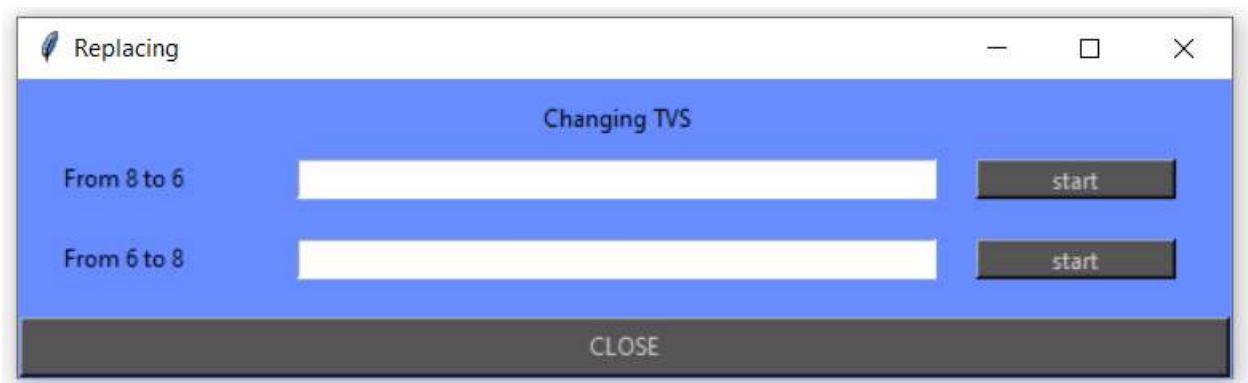 Replacing
Changing TVS
From 8 to 6 start
From 6 to 8 start
CLOSE